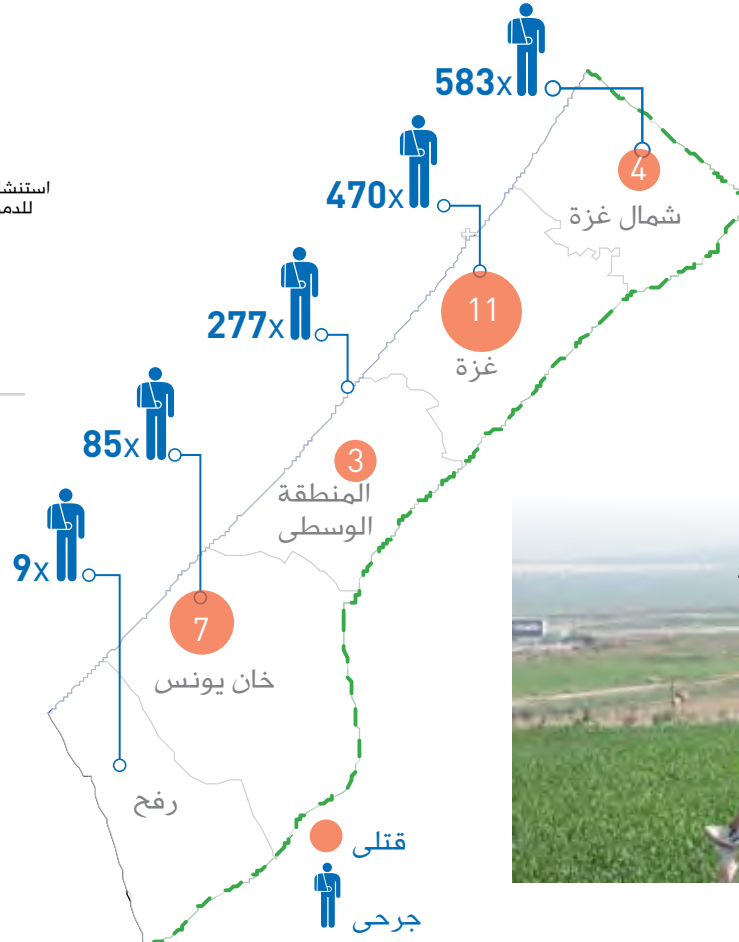 583x
4
شمال غزة
470x
11
غزة
277x
3
المنطقة
الوسطى
85x
7
خان يونس
9x
رفح
قتلى
جرحى